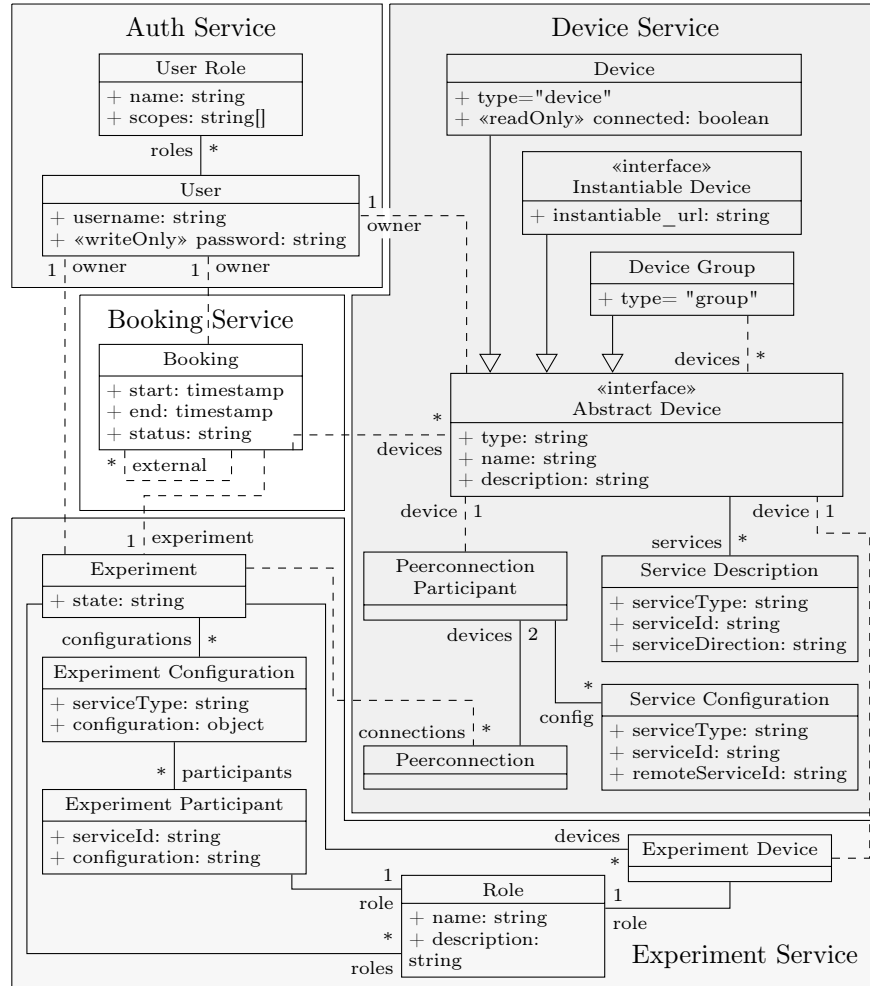 Auth Service
User Role
+ name: string
+ scopes: string[]
roles *
User
+ username: string
+ «writeOnly» password: string
1 owner
1 owner
1
owner
Device Service
Device
+ type="device"
+ «readOnly» connected: boolean
«interface»
Instantiable Device
+ instantiable_url: string
Device Group
+ type= "group"
devices *
«interface»
Abstract Device
+ type: string
+ name: string
+ description: string
Booking Service
Booking
+ start: timestamp
+ end: timestamp
+ status: string
* external
*
devices
1 experiment
device 1
device 1
services *
Peerconnection
Participant
Service Description
+ serviceType: string
+ serviceId: string
+ serviceDirection: string
devices 2
*
config
Service Configuration
+ serviceType: string
+ serviceId: string
+ remoteServiceId: string
connections *
Peerconnection
Experiment
+ state: string
configurations *
Experiment Configuration
+ serviceType: string
+ configuration: object
* participants
Experiment Participant
+ serviceId: string
+ configuration: string
devices
*
Experiment Device
1
role
Role
+ name: string
+ description:
string
1
role
*
roles
Experiment Service